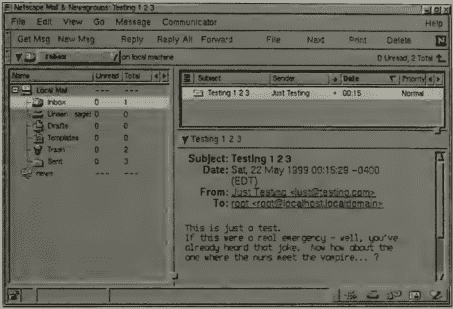 Netscape Mail & Newsgroups: Testing 1 2 3
File Edit View Go Message Communicator Help
Get Msg New Msg Reply Reply All Forward File Next Print Delete
Inbox on local machine 0 Unread, 2 Total
Name Unread Total
Subject Sender Date Priority
Local Mail --- ---
Inbox 0 1
Testing 1 2 3 Just Testing 00:15 Normal
Unsen sages 0 0
Drafts 0 0
Templates 0 0
Trash 0 2
Sent 0 3
news --- ---
Testing 1 2 3
Subject: Testing 1 2 3
Date: Sat, 22 May 1999 00:15:29 -0400
(EDT)
From: Just Testing <just@testing.com>
To: root <root@localhost.localdomain>
This is just a test.
If this were a real emergency - well, you've
already heard that joke. Now how about the
one where the nuns meet the vampire... ?